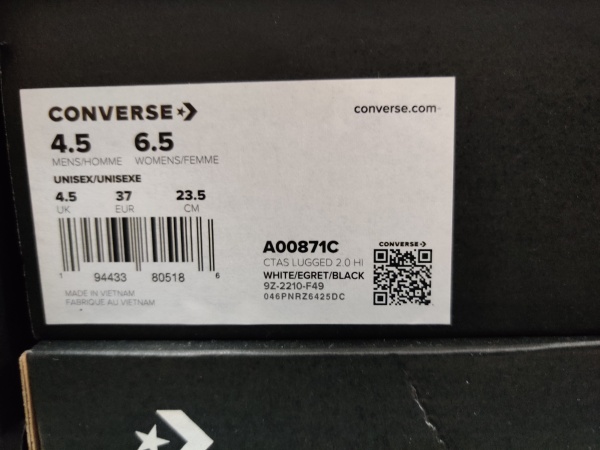 CONVERSE
converse.com
4.5 6.5
MENS/HOMME WOMENS/FEMME
UNISEX/UNISEXE
4.5 37 23.5
UK EUR CM
1 94433 80518 6
MADE IN VIETNAM
FABRIQUE AU VIETNAM
A00871C
CTAS LUGGED 2.0 HI
WHITE/EGRET/BLACK
9Z-2210-F49
046PNRZ6425DC
CONVERSE